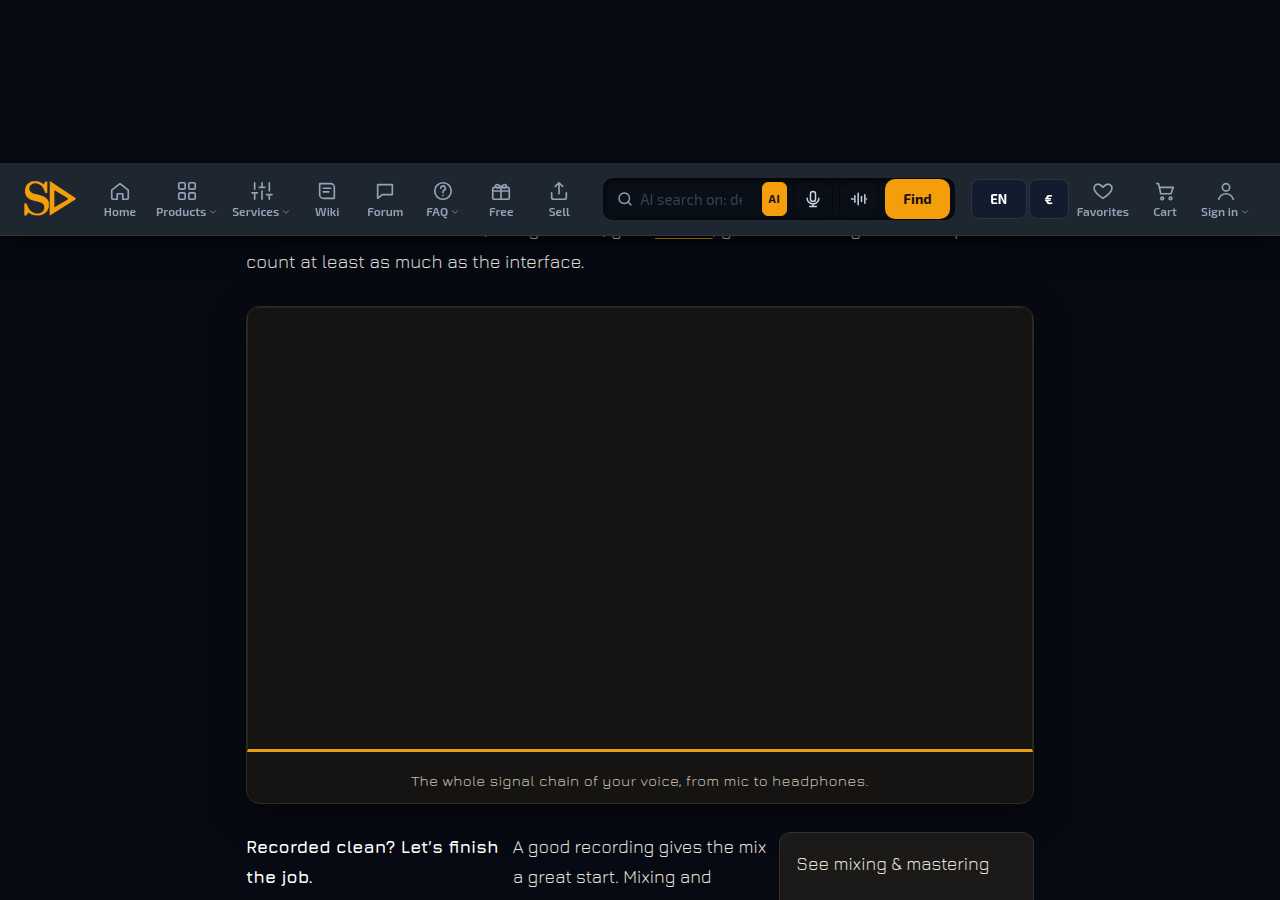 Home
Products
Services
Wiki
Forum
FAQ
Free
Sell
AI search on: de
AI
Find
EN
€
Favorites
Cart
Sign in
count at least as much as the interface.
The whole signal chain of your voice, from mic to headphones.
Recorded clean? Let's finish
the job.
A good recording gives the mix
a great start. Mixing and
See mixing & mastering